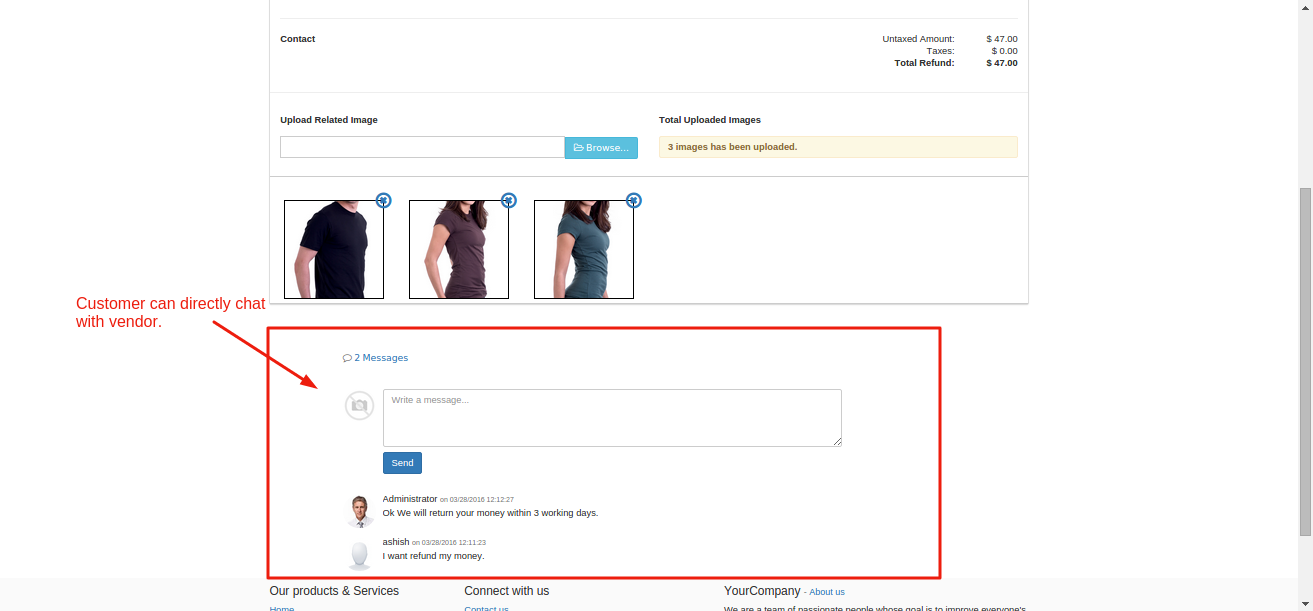 Contact
Untaxed Amount: $ 47.00
Taxes: $ 0.00
Total Refund: $ 47.00
Upload Related Image
Total Uploaded Images
Browse...
3 images has been uploaded.
Customer can directly chat
with vendor.
2 Messages
Write a message...
Send
Administrator on 03/28/2016 12:12:27
Ok We will return your money within 3 working days.
ashish on 03/28/2016 12:11:23
I want refund my money.
Our products & Services
Connect with us
YourCompany - About us
Home
Contact us
We are a team of passionate people whose goal is to improve everyone's